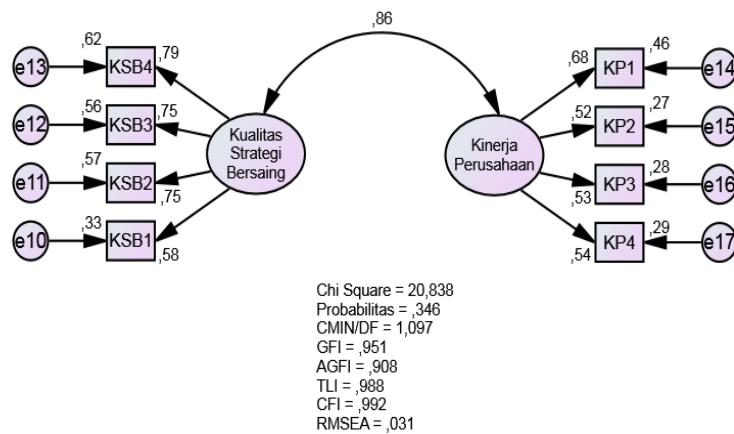 ,86
,62
,79
e13
KSB4
,56
,75
e12
KSB3
,57
e11
KSB2
,75
,33
e10
KSB1
,58
Kualitas
Strategi
Bersaing
Kinerja
Perusahaan
,68
KP1
,46
e14
,52
KP2
,27
e15
KP3
,28
e16
,53
KP4
,29
e17
,54
Chi Square = 20,838
Probabilitas = ,346
CMIN/DF = 1,097
GFI = ,951
AGFI = ,908
TLI = ,988
CFI = ,992
RMSEA = ,031